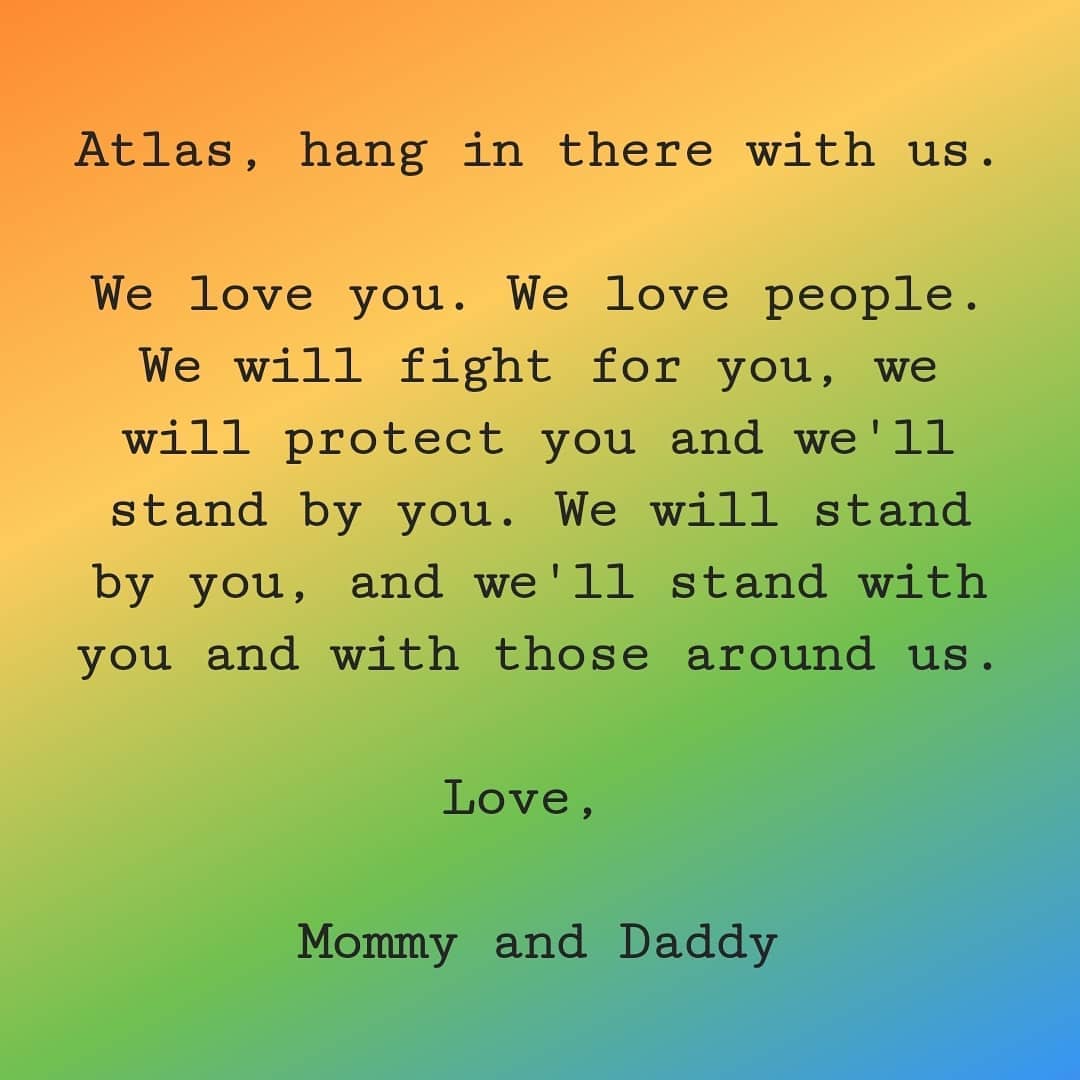 Atlas, hang in there with us.
We love you. We love people.
We will fight for you, we
will protect you and we'll
stand by you. We will stand
by you, and we'll stand with
you and with those around us.
Love,
Mommy and Daddy